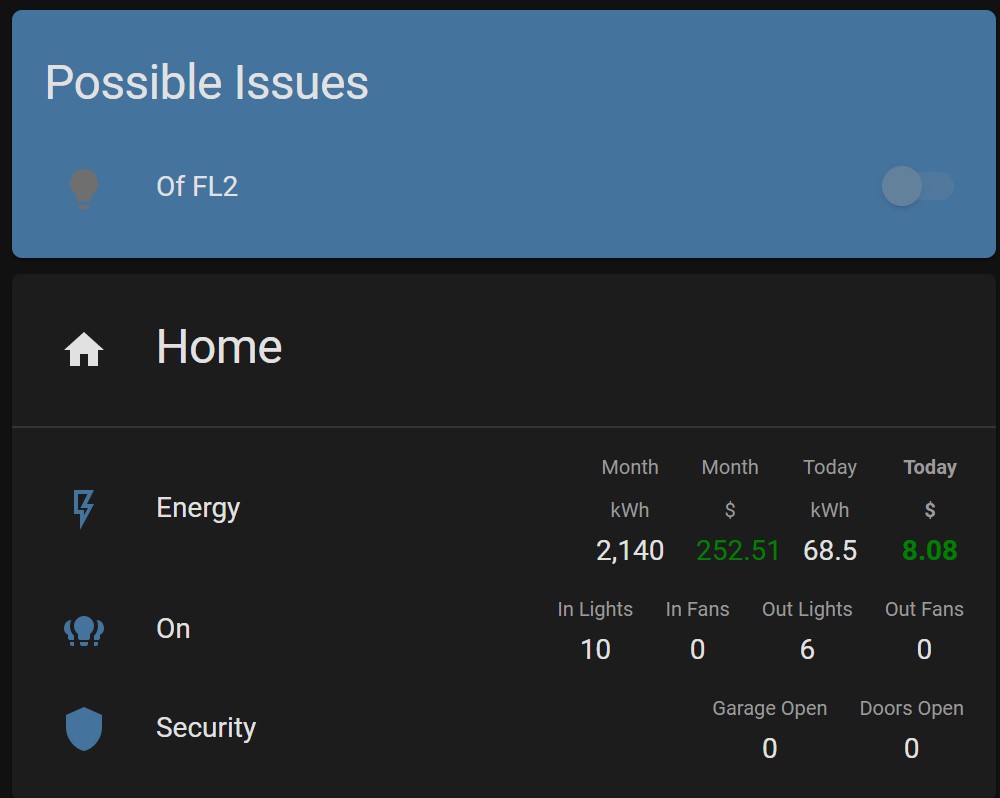 Possible Issues
Of FL2
Home
Energy
Month Month Today Today
kWh $ kWh $
2,140 252.51 68.5 8.08
On
In Lights In Fans Out Lights Out Fans
10 0 6 0
Security
Garage Open Doors Open
0 0